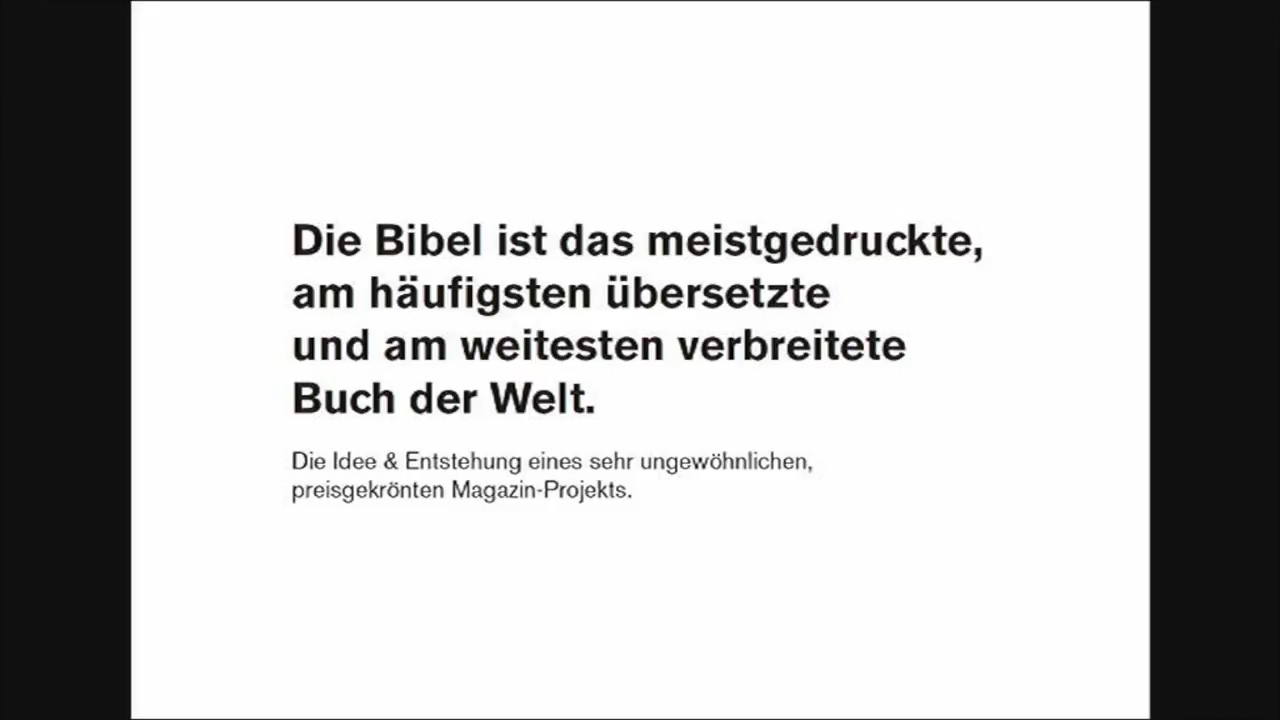 Die Bibel ist das meistgedruckte,
am häufigsten übersetzte
und am weitesten verbreitete
Buch der Welt.
Die Idee & Entstehung eines sehr ungewöhnlichen,
preisgekrönten Magazin-Projekts.